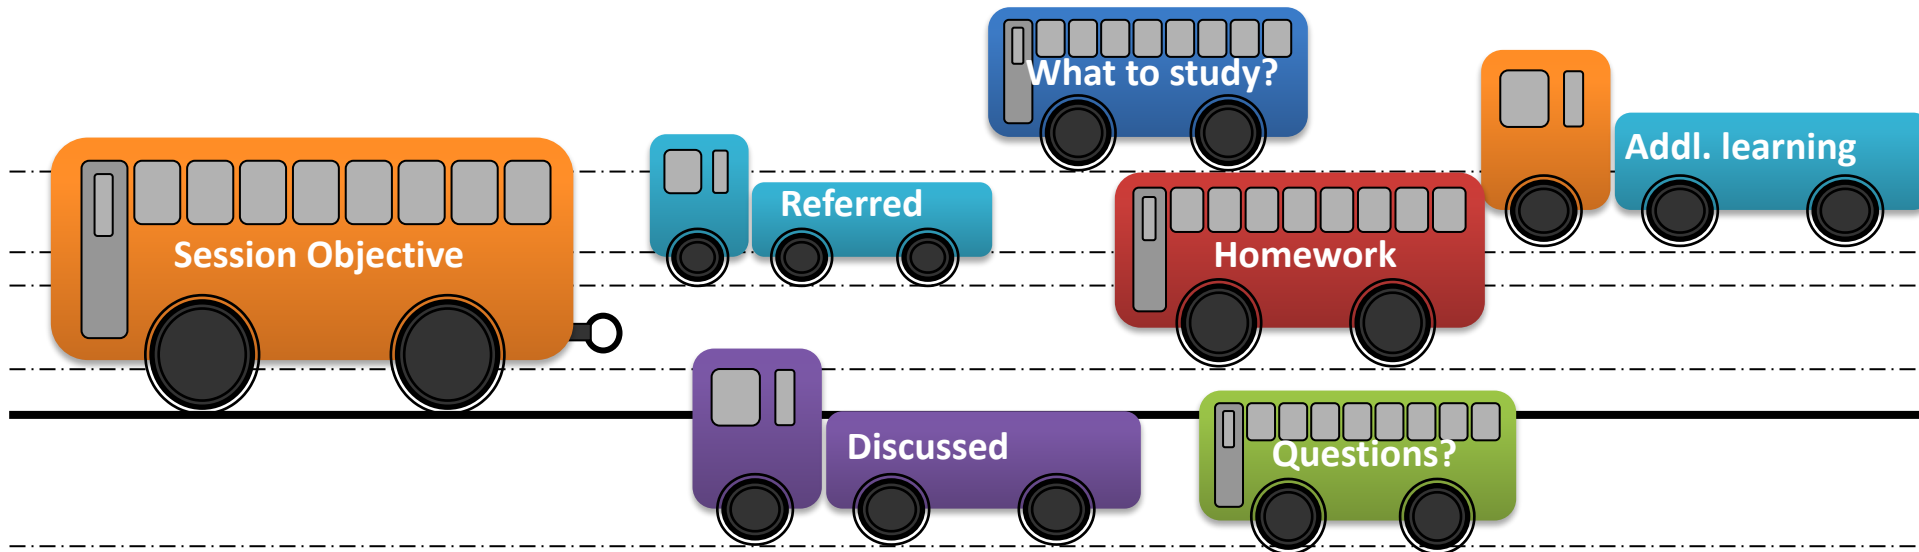 What to study?
Addl. learning
Referred
Session Objective
Homework
Discussed
Questions?